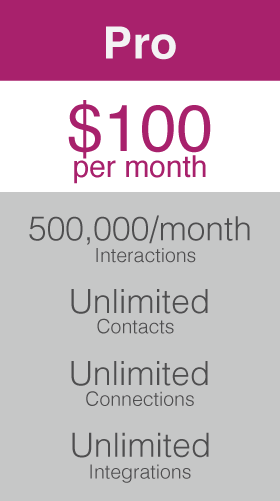 Pro
$100
per month
500,000/month
Interactions
Unlimited
Contacts
Unlimited
Connections
Unlimited
Integrations